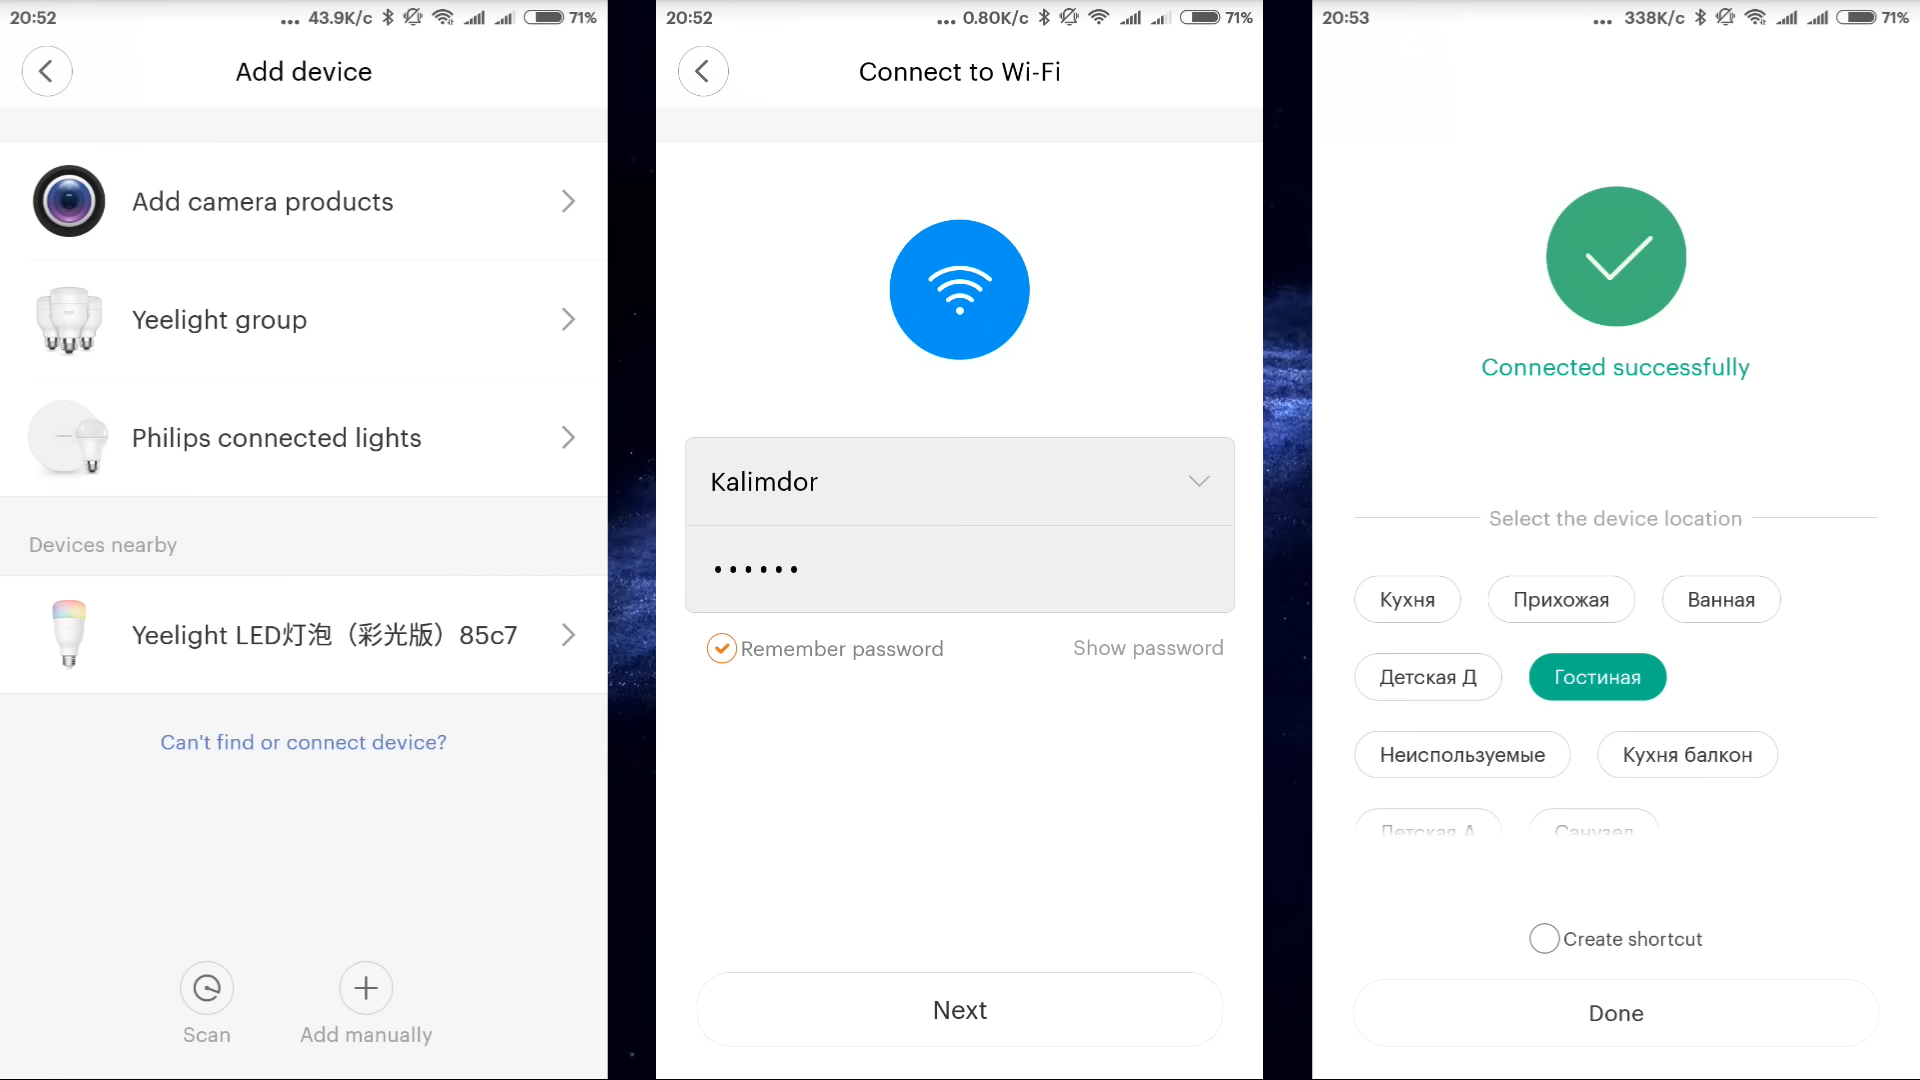 20:52
... 43.9K/c
71%
Add device
Add camera products
Yeelight group
Philips connected lights
Devices nearby
Yeelight LED灯泡（彩光版）85c7
Can't find or connect device?
Scan
Add manually
20:52
... 0.80K/c
71%
Connect to Wi-Fi
Kalimdor
••••••
Remember password
Show password
Next
20:53
... 338K/c
71%
Connected successfully
Select the device location
Кухня
Прихожая
Ванная
Детская Д
Гостиная
Неиспользуемые
Кухня балкон
Детская А
Санузел
Create shortcut
Done